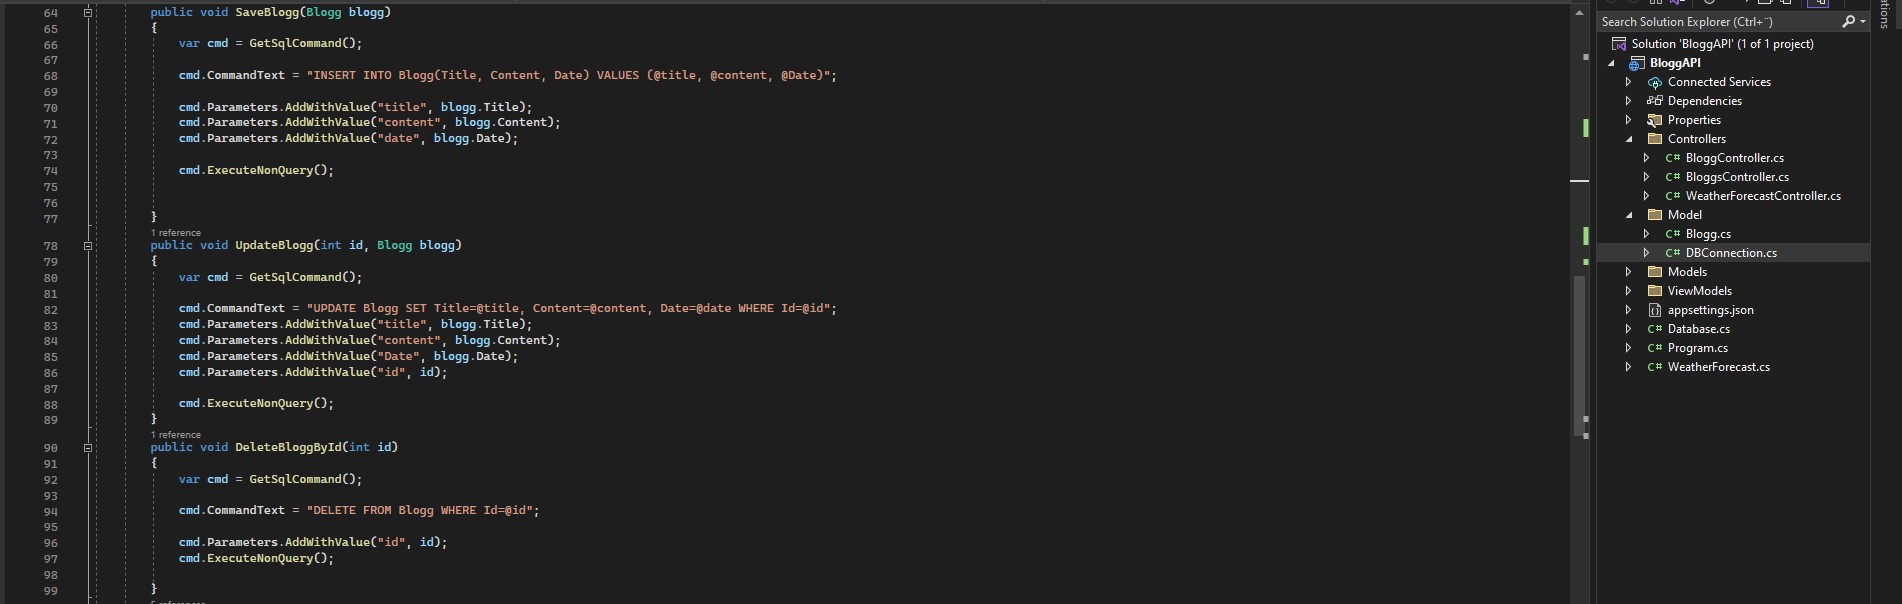 64 public void SaveBlogg(Blogg blogg)
65 {
66 var cmd = GetSqlCommand();
67
68 cmd.CommandText = "INSERT INTO Blogg(Title, Content, Date) VALUES (@title, @content, @Date)";
69
70 cmd.Parameters.AddWithValue("title", blogg.Title);
71 cmd.Parameters.AddWithValue("content", blogg.Content);
72 cmd.Parameters.AddWithValue("date", blogg.Date);
73
74 cmd.ExecuteNonQuery();
75
76
77 }
1 reference
78 public void UpdateBlogg(int id, Blogg blogg)
79 {
80 var cmd = GetSqlCommand();
81
82 cmd.CommandText = "UPDATE Blogg SET Title=@title, Content=@content, Date=@date WHERE Id=@id";
83 cmd.Parameters.AddWithValue("title", blogg.Title);
84 cmd.Parameters.AddWithValue("content", blogg.Content);
85 cmd.Parameters.AddWithValue("Date", blogg.Date);
86 cmd.Parameters.AddWithValue("id", id);
87
88 cmd.ExecuteNonQuery();
89 }
1 reference
90 public void DeleteBloggById(int id)
91 {
92 var cmd = GetSqlCommand();
93
94 cmd.CommandText = "DELETE FROM Blogg WHERE Id=@id";
95
96 cmd.Parameters.AddWithValue("id", id);
97 cmd.ExecuteNonQuery();
98
99 }
Search Solution Explorer (Ctrl+¨)
Solution 'BloggAPI' (1 of 1 project)
BloggAPI
Connected Services
Dependencies
Properties
Controllers
C# BloggController.cs
C# BloggsController.cs
C# WeatherForecastController.cs
Model
C# Blogg.cs
C# DBConnection.cs
Models
ViewModels
appsettings.json
C# Database.cs
C# Program.cs
C# WeatherForecast.cs